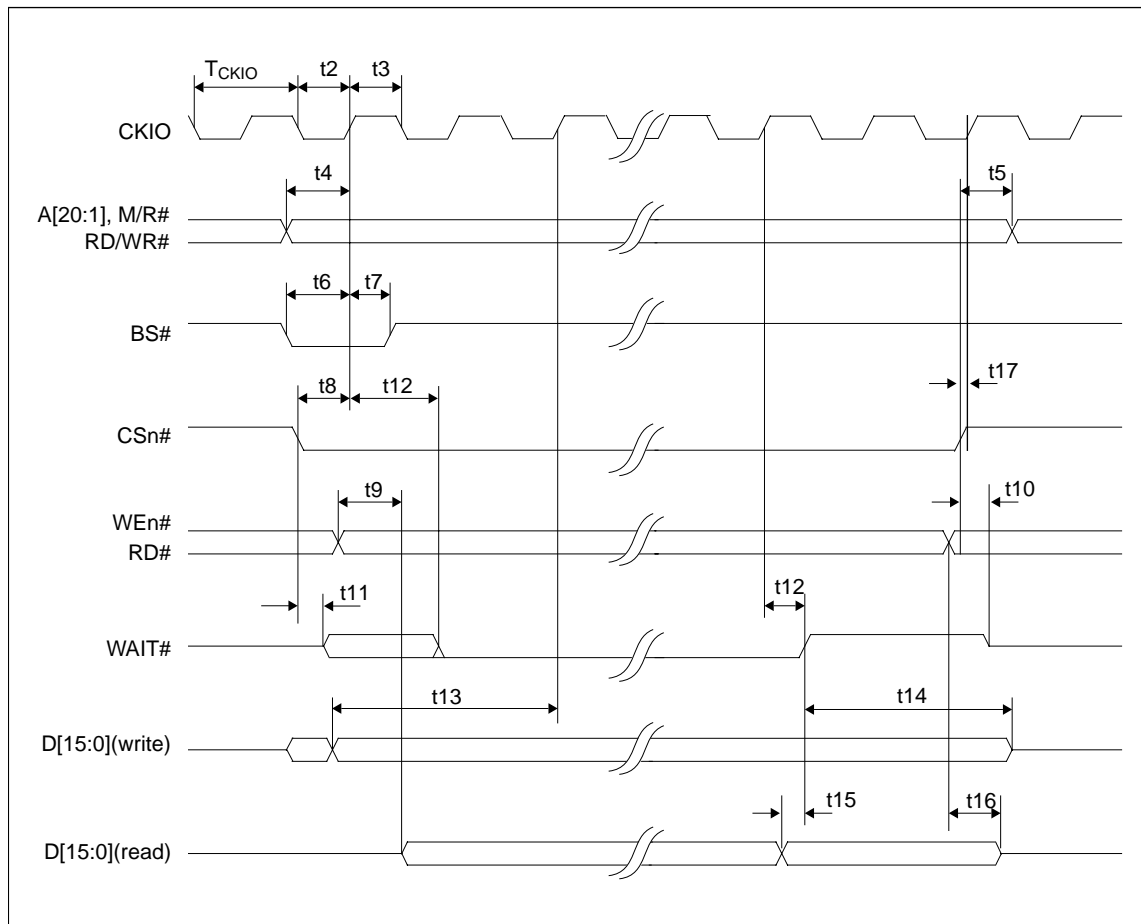 TCKIO t2 t3
CKIO
t4 t5
A[20:1], M/R#
RD/WR#
t6 t7
BS#
t8 t12 t17
CSn#
t9 t10
WEn#
RD#
t11 t12
WAIT#
t13 t14
D[15:0](write)
t15 t16
D[15:0](read)